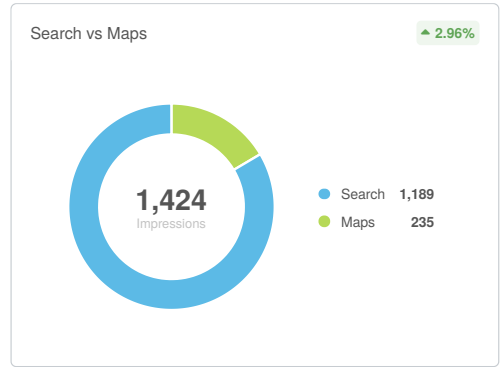 Search vs Maps
2.96%
1,424
Impressions
Search 1,189
Maps 235